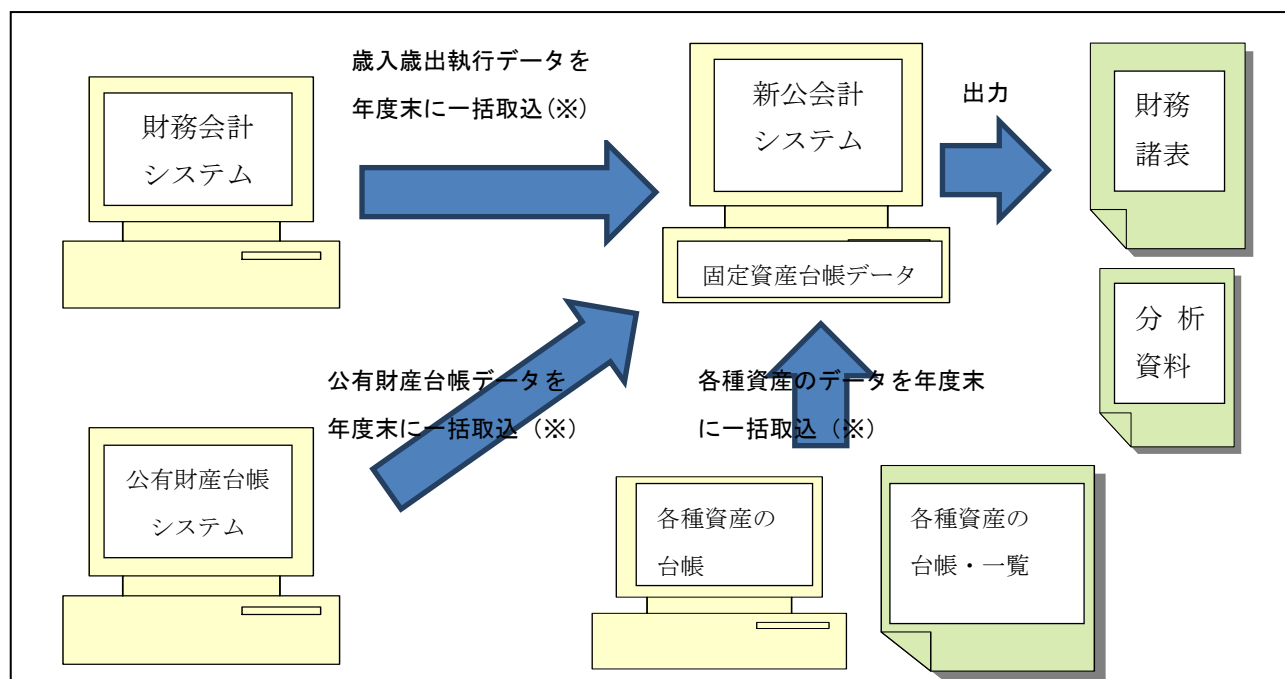 歳入歳出執行データを
年度末に一括取込(※)
財務会計
システム
新公会計
システム
固定資産台帳データ
出力
財務
諸表
分 析
資料
公有財産台帳データを
年度末に一括取込（※）
各種資産のデータを年度末
に一括取込（※）
公有財産台帳
システム
各種資産の
台帳
各種資産の
台帳・一覧